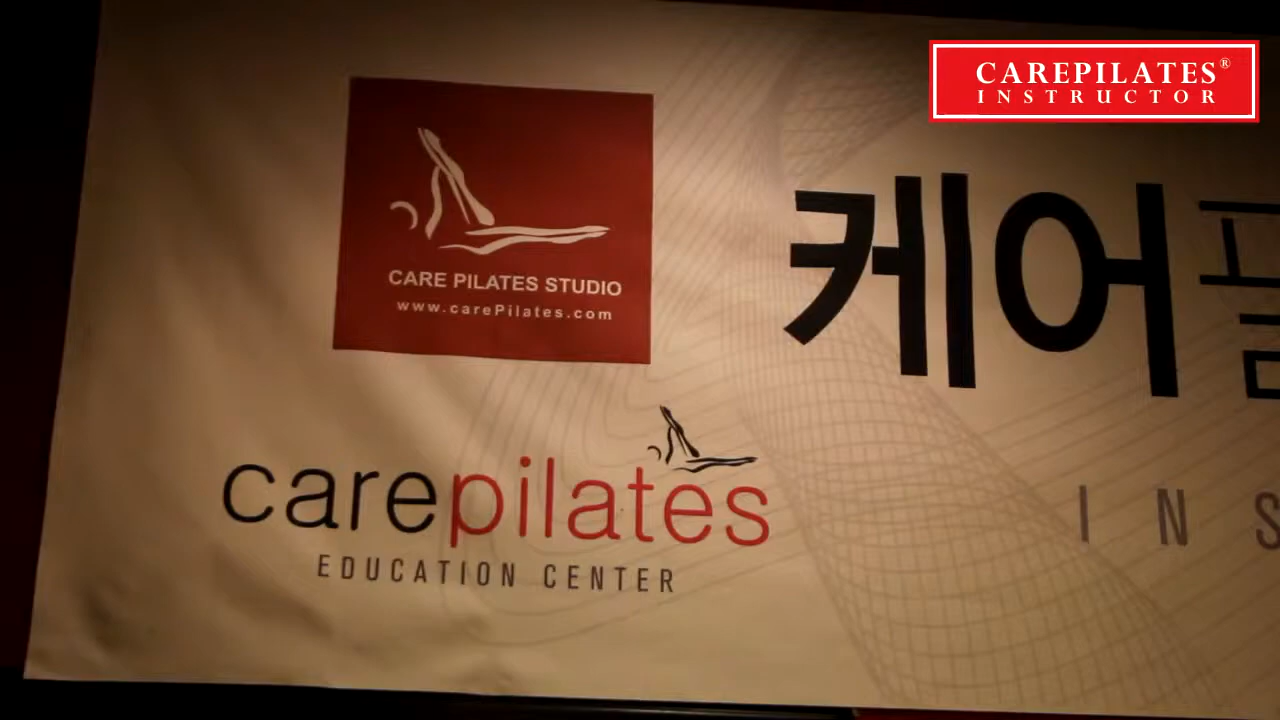 CAREPILATES®
INSTRUCTOR
CARE PILATES STUDIO
www.carePilates.com
케어
carepilates
EDUCATION CENTER
I N S